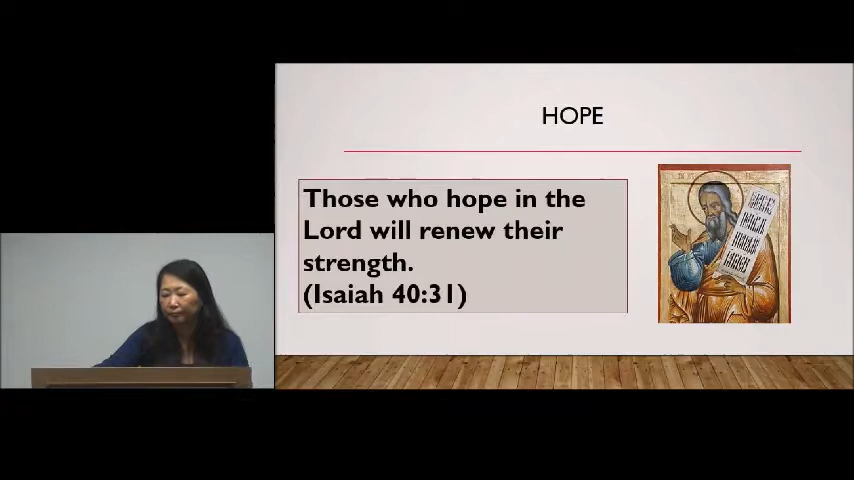 HOPE
Those who hope in the
Lord will renew their
strength.
(Isaiah 40:31)